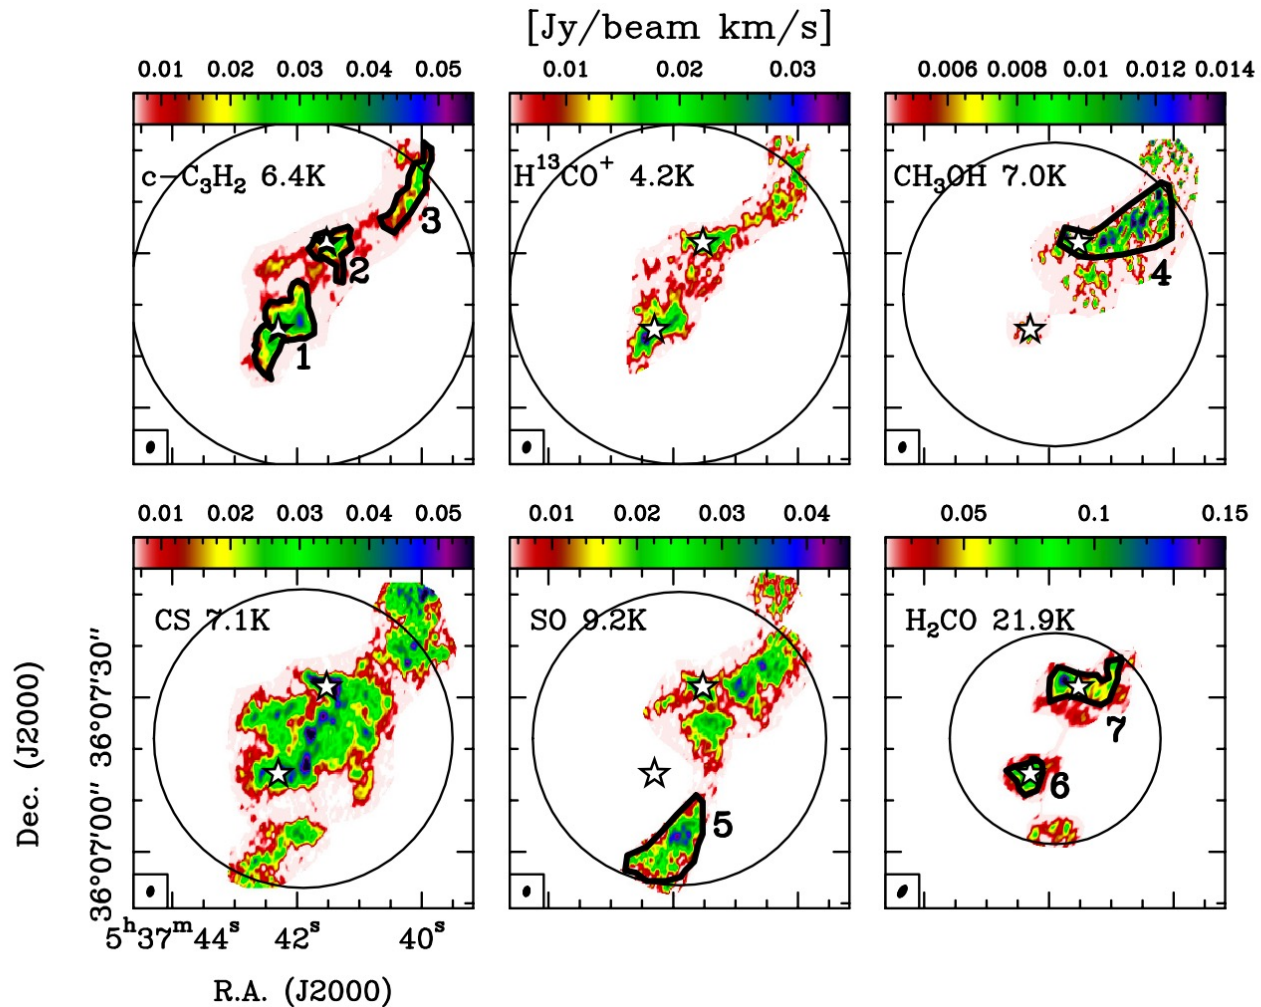 [Jy/beam km/s]
0.01 0.02 0.03 0.04 0.05
0.01 0.02 0.03
0.006 0.008 0.01 0.012 0.014
c-C₃H₂ 6.4K
H¹³CO⁺ 4.2K
CH₃OH 7.0K
3
2
1
4
0.01 0.02 0.03 0.04 0.05
0.01 0.02 0.03 0.04
0.05 0.1 0.15
CS 7.1K
SO 9.2K
H₂CO 21.9K
5
7
6
Dec. (J2000)
36°07'00" 36°07'30"
5ʰ37ᵐ44ˢ 42ˢ 40ˢ
R.A. (J2000)